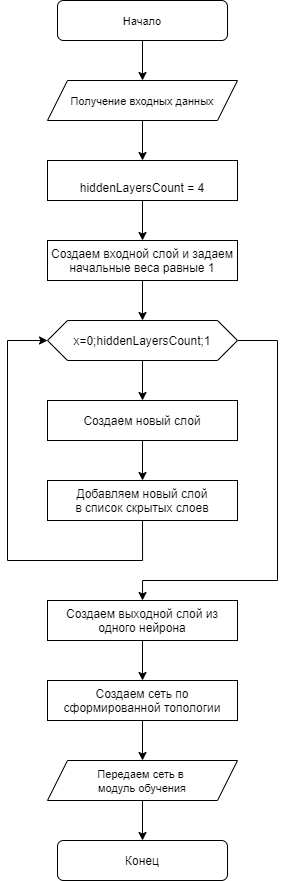 Начало
Получение входных данных
hiddenLayersCount = 4
Создаем входной слой и задаем
начальные веса равные 1
x=0;hiddenLayersCount;1
Создаем новый слой
Добавляем новый слой
в список скрытых слоев
Создаем выходной слой из
одного нейрона
Создаем сеть по
сформированной топологии
Передаем сеть в
модуль обучения
Конец